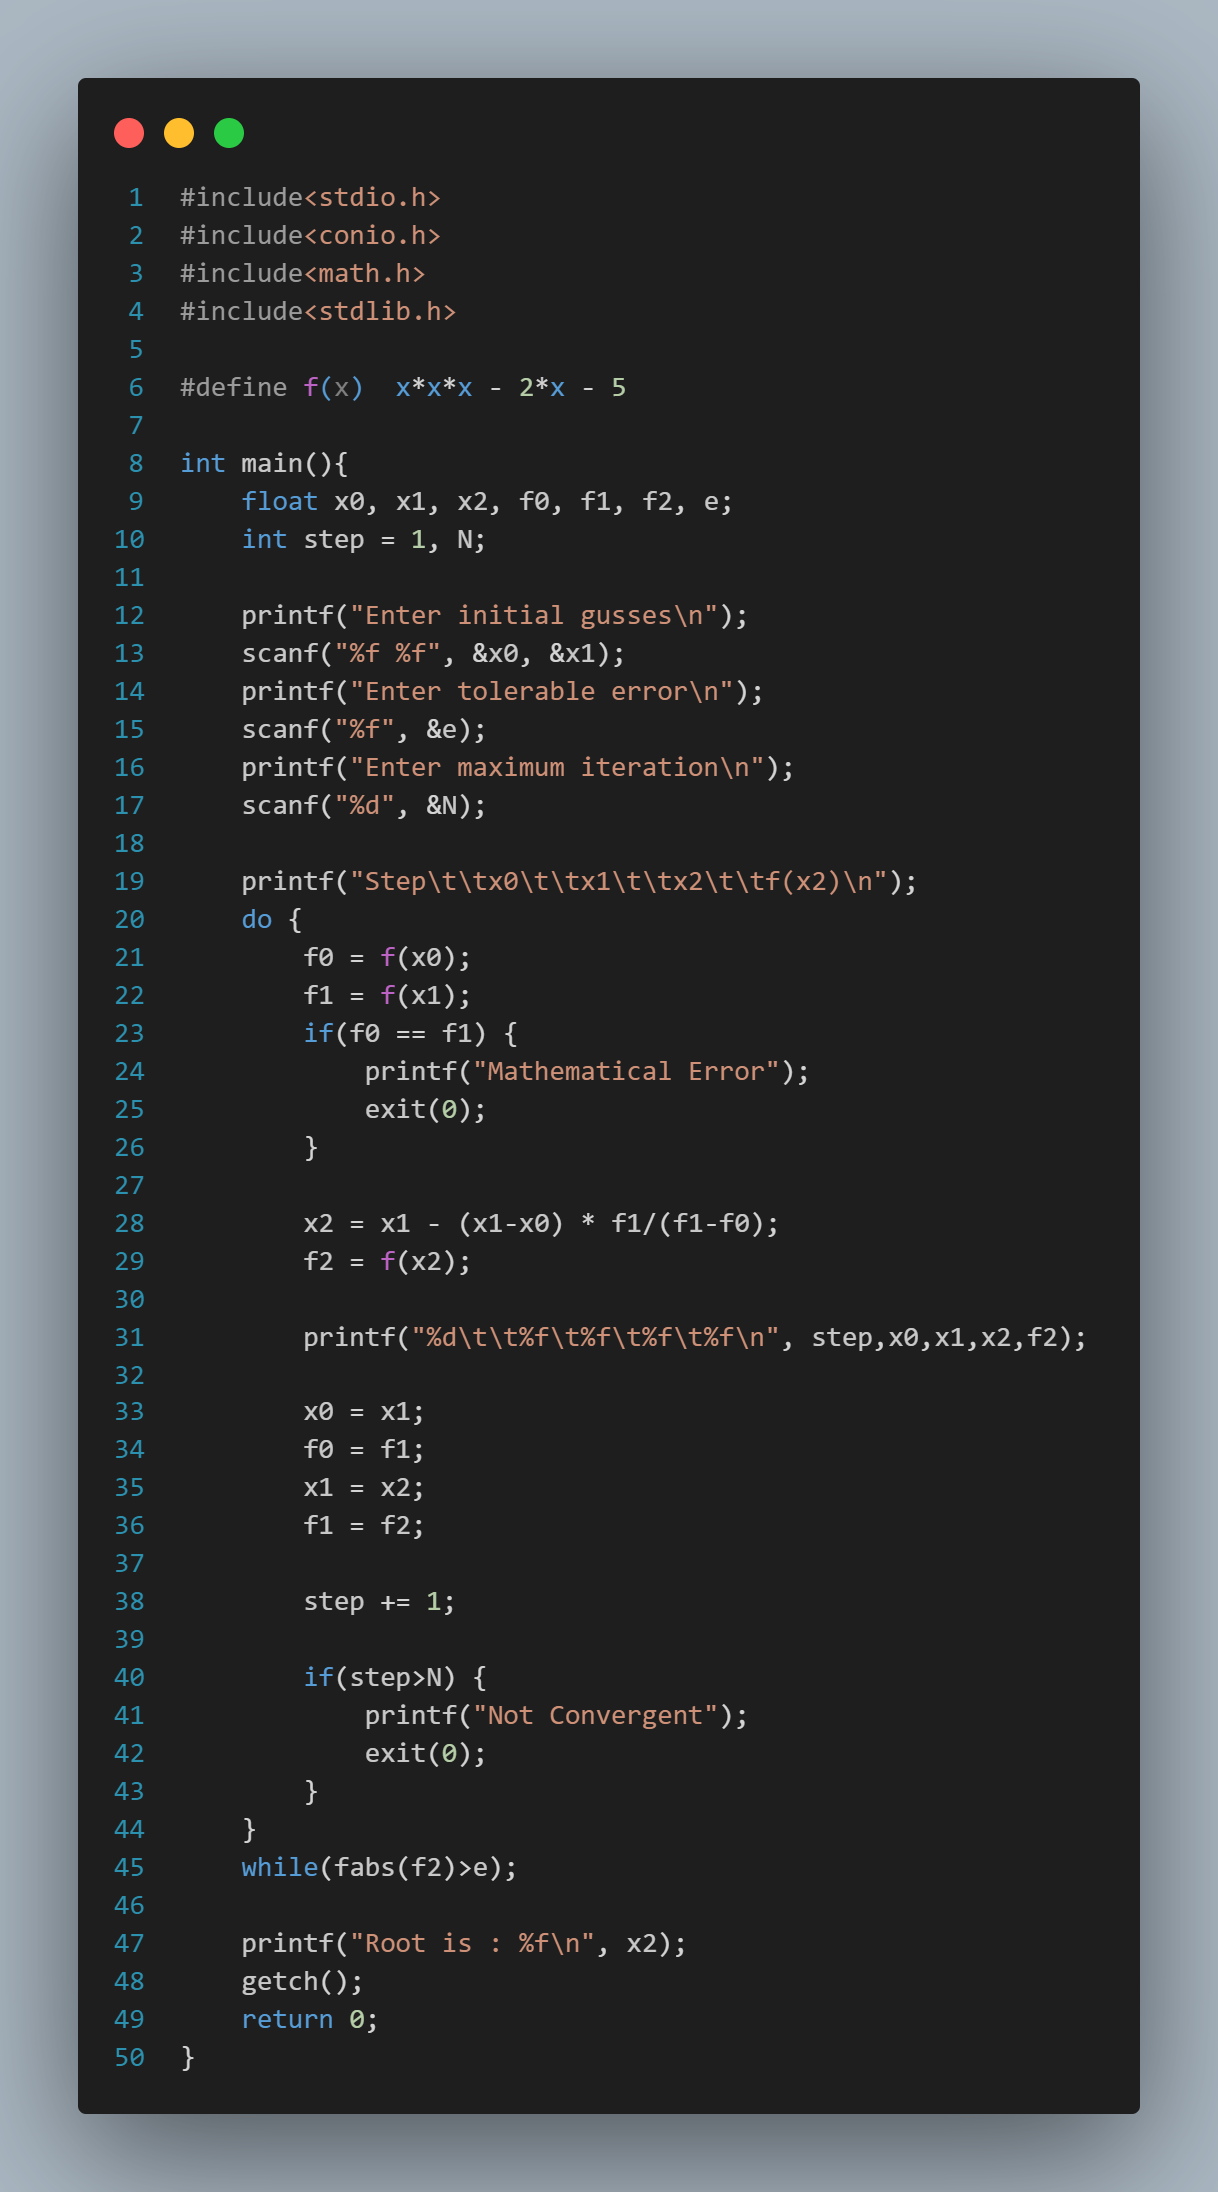 1 #include<stdio.h>
2 #include<conio.h>
3 #include<math.h>
4 #include<stdlib.h>
5
6 #define f(x)  x*x*x - 2*x - 5
7
8 int main(){
9     float x0, x1, x2, f0, f1, f2, e;
10     int step = 1, N;
11
12     printf("Enter initial gusses\n");
13     scanf("%f %f", &x0, &x1);
14     printf("Enter tolerable error\n");
15     scanf("%f", &e);
16     printf("Enter maximum iteration\n");
17     scanf("%d", &N);
18
19     printf("Step\t\tx0\t\tx1\t\tx2\t\tf(x2)\n");
20     do {
21         f0 = f(x0);
22         f1 = f(x1);
23         if(f0 == f1) {
24             printf("Mathematical Error");
25             exit(0);
26         }
27
28         x2 = x1 - (x1-x0) * f1/(f1-f0);
29         f2 = f(x2);
30
31         printf("%d\t\t%f\t%f\t%f\t%f\n", step,x0,x1,x2,f2);
32
33         x0 = x1;
34         f0 = f1;
35         x1 = x2;
36         f1 = f2;
37
38         step += 1;
39
40         if(step>N) {
41             printf("Not Convergent");
42             exit(0);
43         }
44     }
45     while(fabs(f2)>e);
46
47     printf("Root is : %f\n", x2);
48     getch();
49     return 0;
50 }